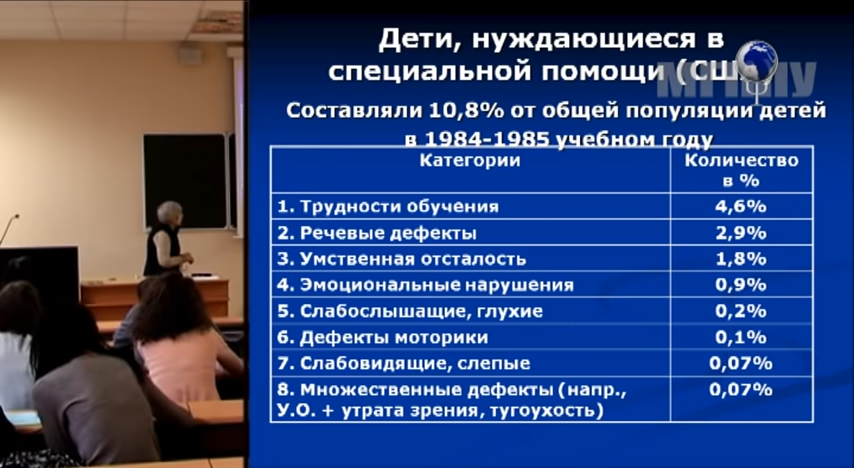 Дети, нуждающиеся в
специальной помощи (США
МППУ
Составляли 10,8% от общей популяции детей
в 1984-1985 учебном году
Категории
Количество
в %
1. Трудности обучения
4,6%
2. Речевые дефекты
2,9%
3. Умственная отсталость
1,8%
4. Эмоциональные нарушения
0,9%
5. Слабослышащие, глухие
0,2%
6. Дефекты моторики
0,1%
7. Слабовидящие, слепые
0,07%
8. Множественные дефекты (напр.,
У.О. + утрата зрения, тугоухость)
0,07%